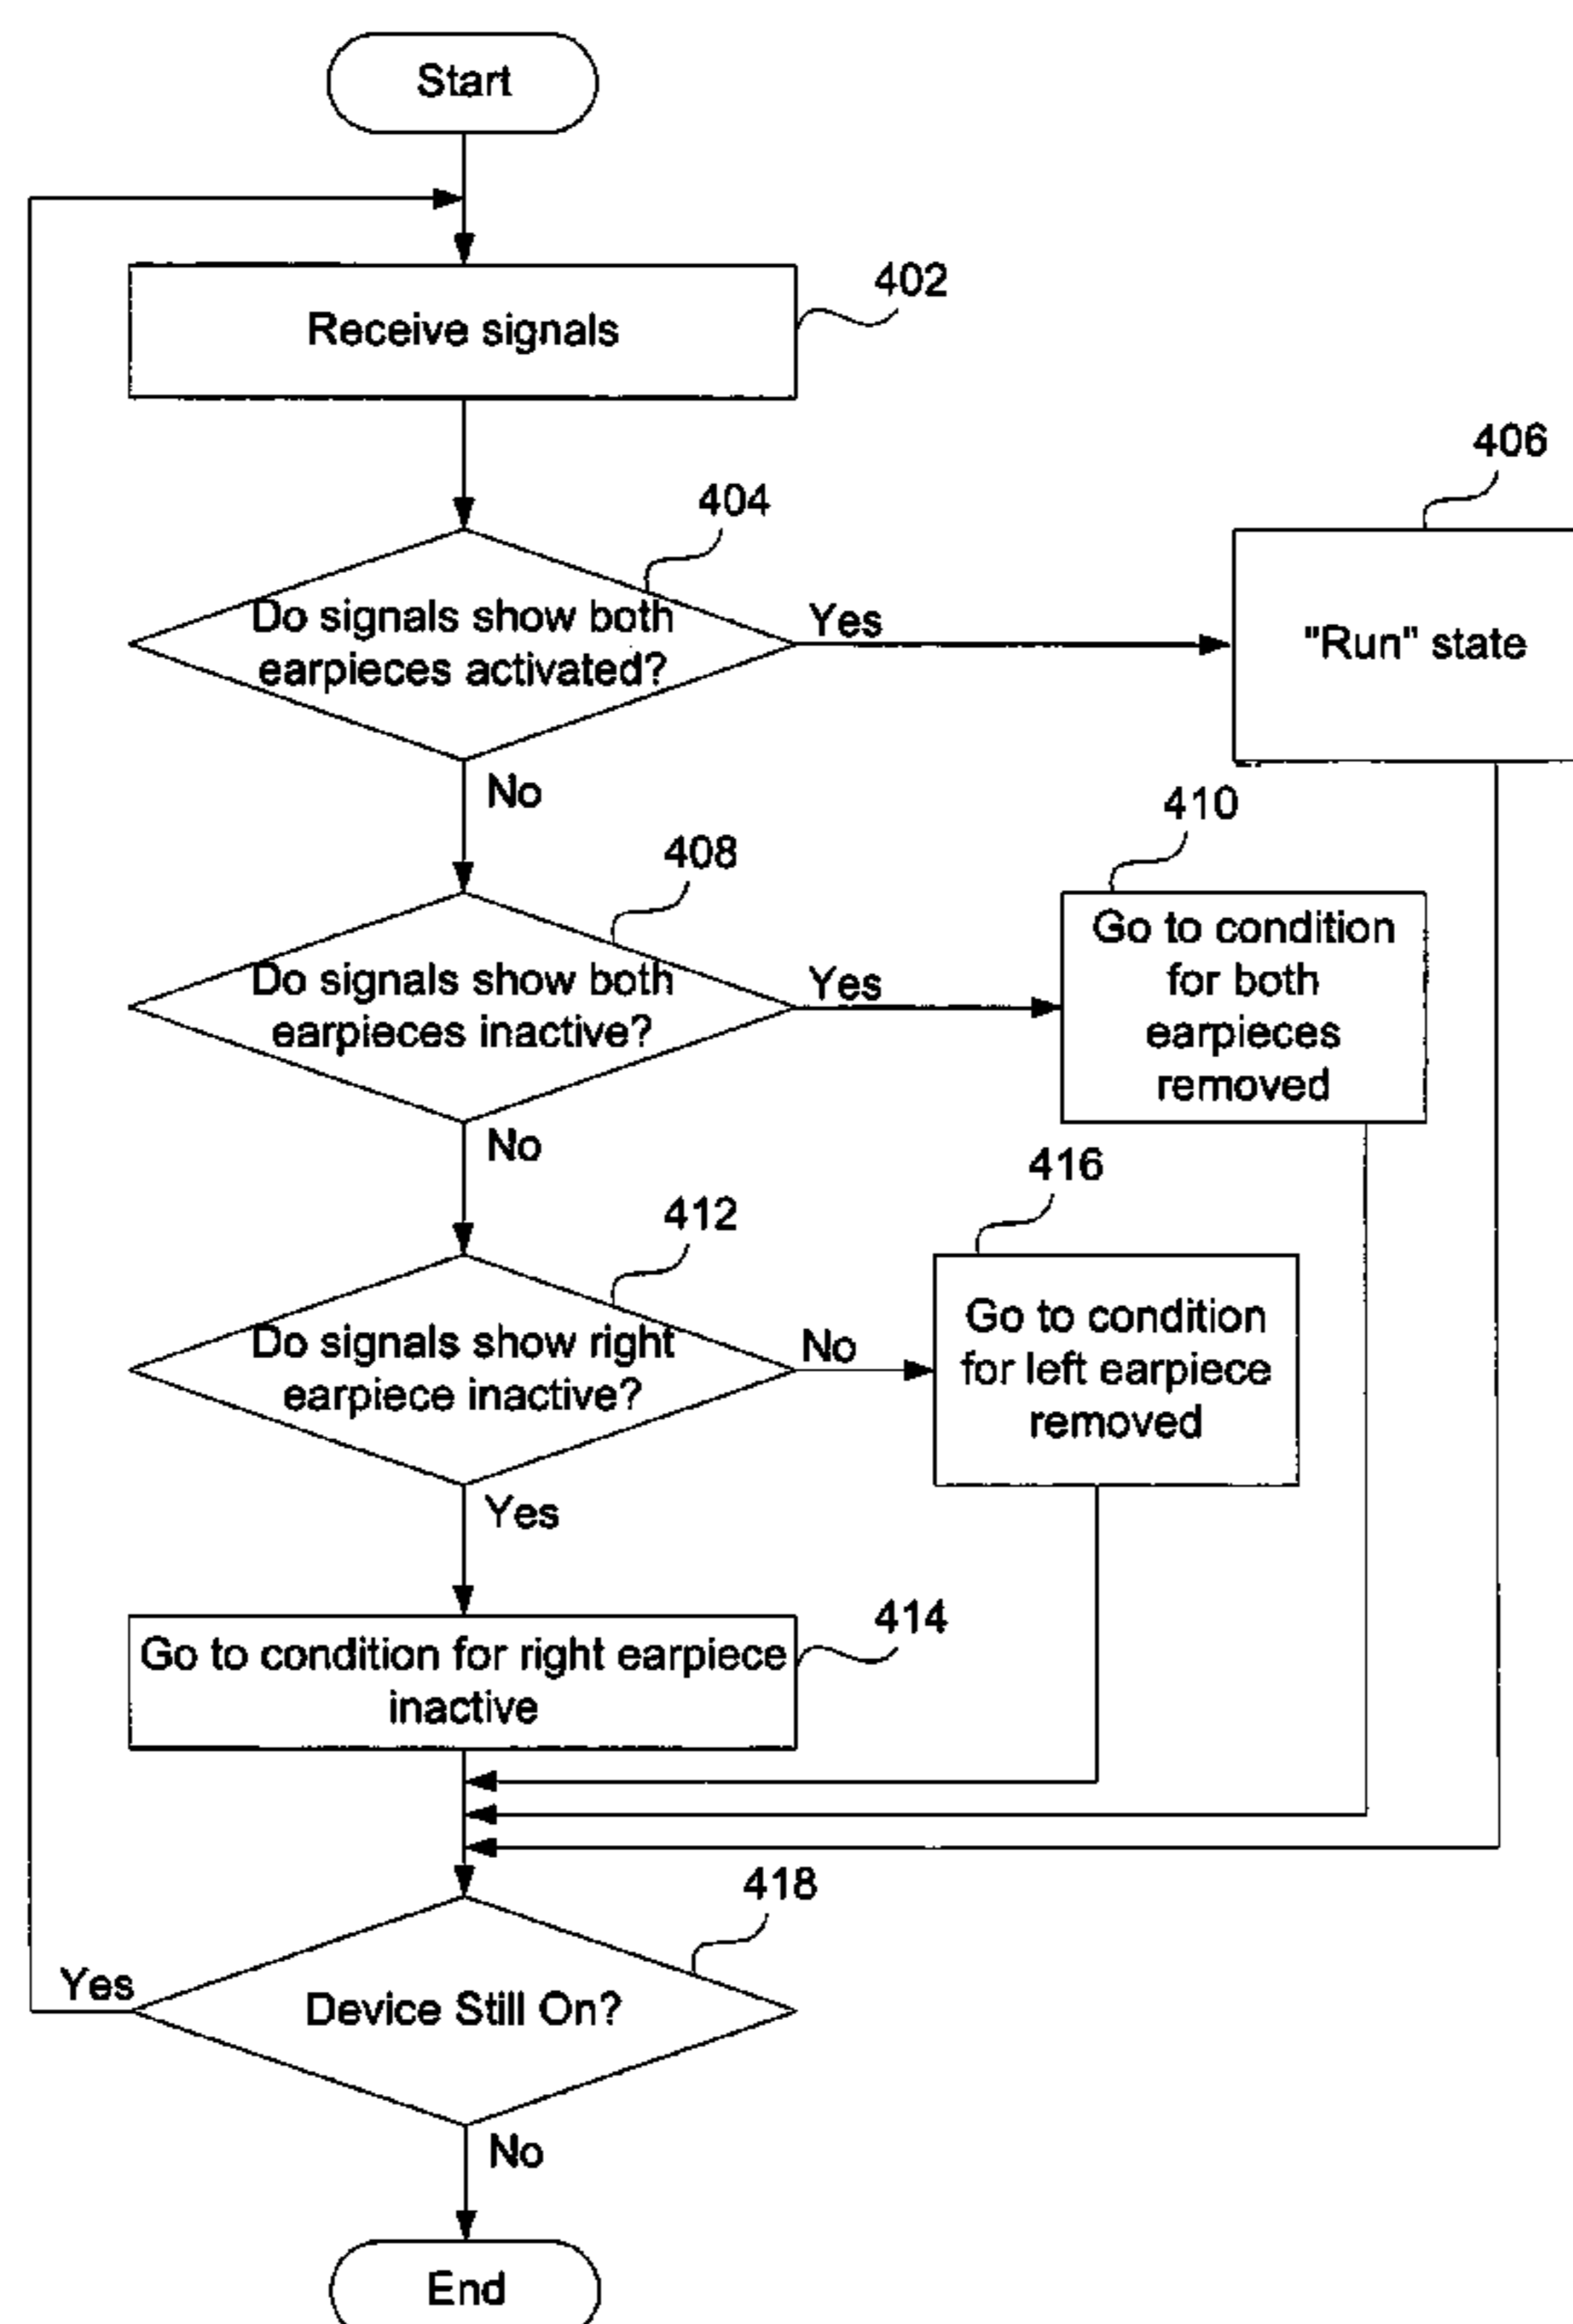 Start
402
Receive signals
404
Do signals show both
earpieces activated?
Yes
406
"Run" state
No
408
Do signals show both
earpieces inactive?
Yes
410
Go to condition
for both
earpieces
removed
No
412
Do signals show right
earpiece inactive?
No
416
Go to condition
for left earpiece
removed
Yes
414
Go to condition for right earpiece
inactive
418
Device Still On?
Yes
No
End